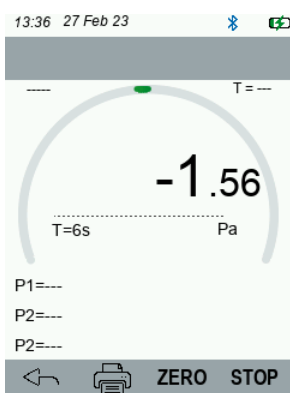 13:36 27 Feb 23
----- T = ---
-1.56
T=6s Pa
P1=---
P2=---
P2=---
ZERO STOP